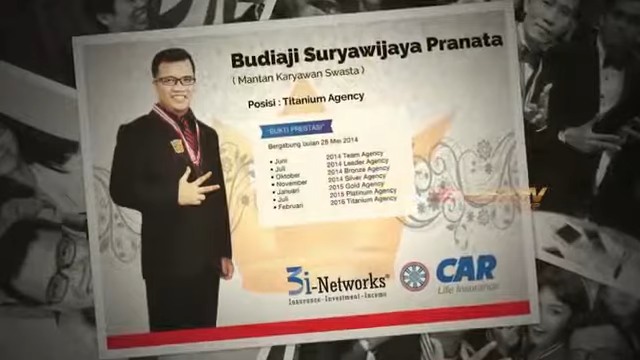 Budiaji Suryawijaya Pranata
( Mantan Karyawan Swasta )
Posisi : Titanium Agency
"BUKTI PRESTASI"
Bergabung bulan 28 Mei 2014
• Juni 2014 Team Agency
• Juli 2014 Leader Agency
• Oktober 2014 Bronze Agency
• November 2014 Silver Agency
• Januari 2015 Gold Agency
• Juli 2015 Platinum Agency
• Februari 2016 Titanium Agency
3i-Networks®
Insurance - Investment - Income
CAR
Life Insurance